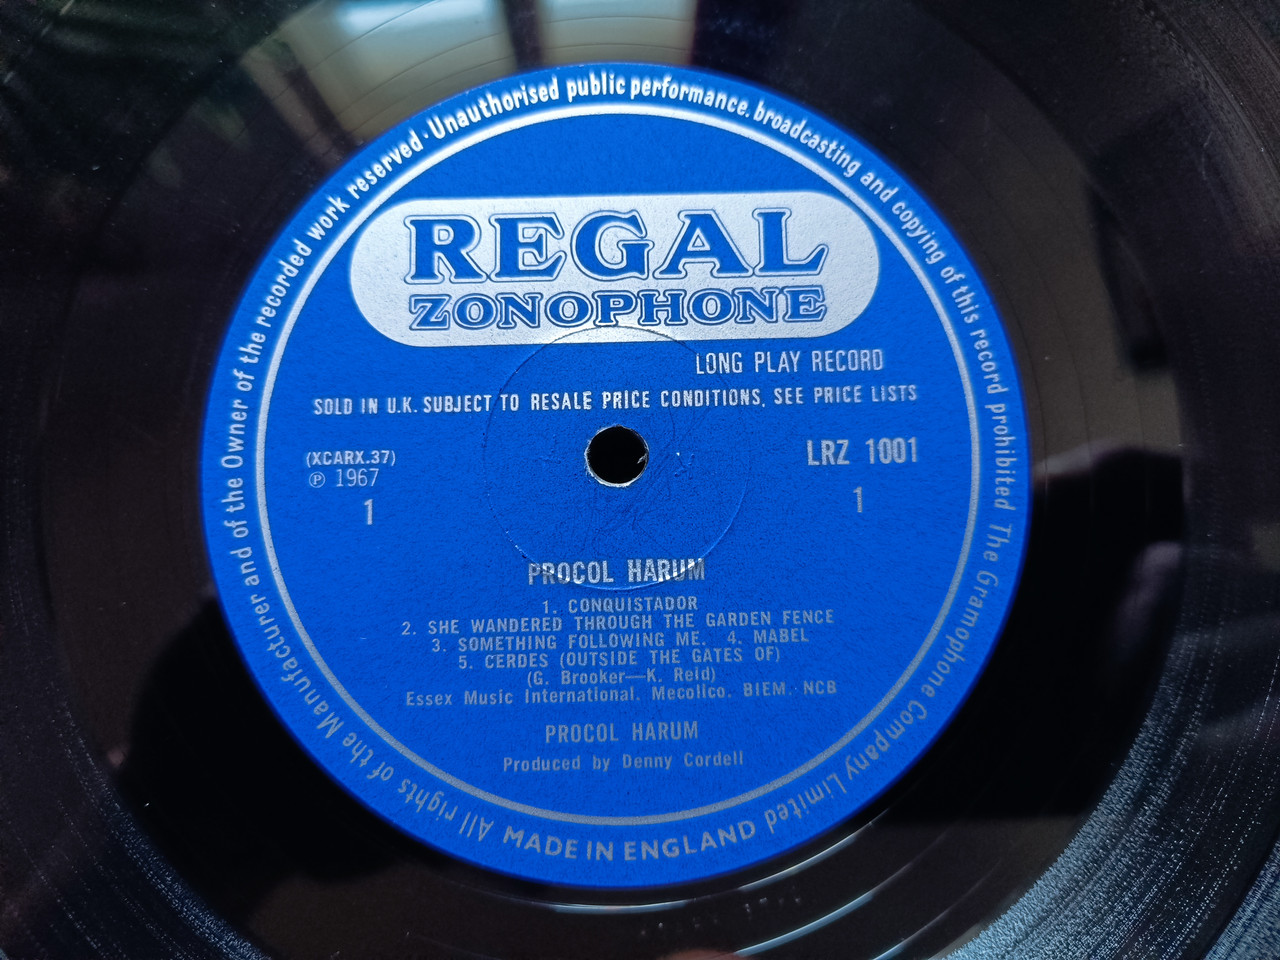 All rights of the Manufacturer and of the Owner of the recorded work reserved · Unauthorised public performance, broadcasting and copying of this record prohibited The Gramophone Company Limited
REGAL
ZONOPHONE
LONG PLAY RECORD
SOLD IN U.K. SUBJECT TO RESALE PRICE CONDITIONS, SEE PRICE LISTS
(XCARX.37) LRZ 1001
℗ 1967
1 1
PROCOL HARUM
1. CONQUISTADOR
2. SHE WANDERED THROUGH THE GARDEN FENCE
3. SOMETHING FOLLOWING ME. 4. MABEL
5. CERDES (OUTSIDE THE GATES OF)
(G. Brooker—K. Reid)
Essex Music International. Mecolico. BIEM. NCB
PROCOL HARUM
Produced by Denny Cordell
MADE IN ENGLAND